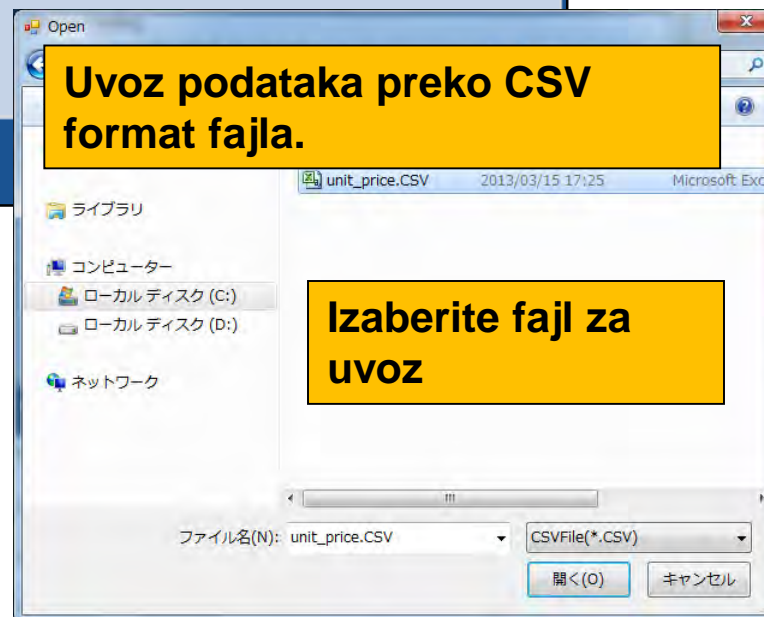 Open
Uvoz podataka preko CSV
format fajla.
unit_price.CSV 2013/03/15 17:25 Microsoft Exc
ライブラリ
コンピューター
ローカル ディスク (C:)
ローカル ディスク (D:)
Izaberite fajl za
uvoz
ネットワーク
ファイル名(N): unit_price.CSV CSVFile(*.CSV)
開く(O) キャンセル